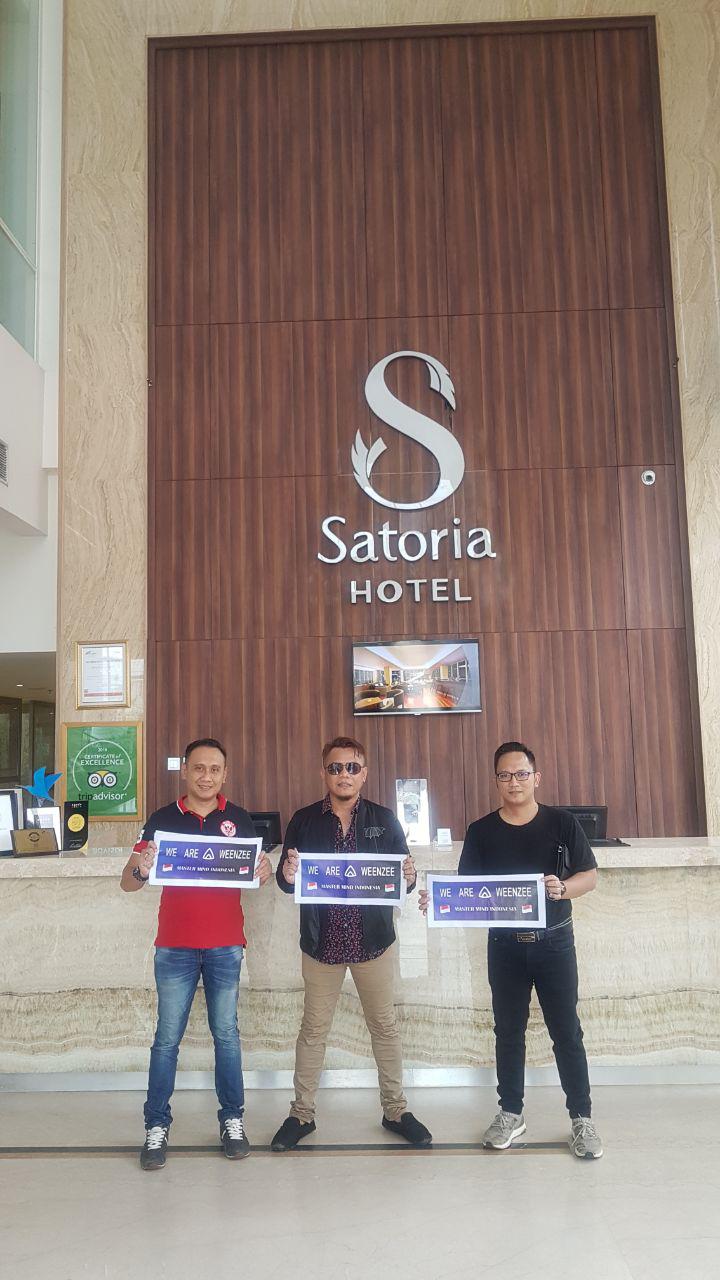 Satoria
HOTEL
2018
CERTIFICATE of
EXCELLENCE
tripadvisor
WE ARE WEENZEE
MASTER MIND INDONESIA
WE ARE WEENZEE
MASTER MIND INDONESIA
WE ARE WEENZEE
MASTER MIND INDONESIA